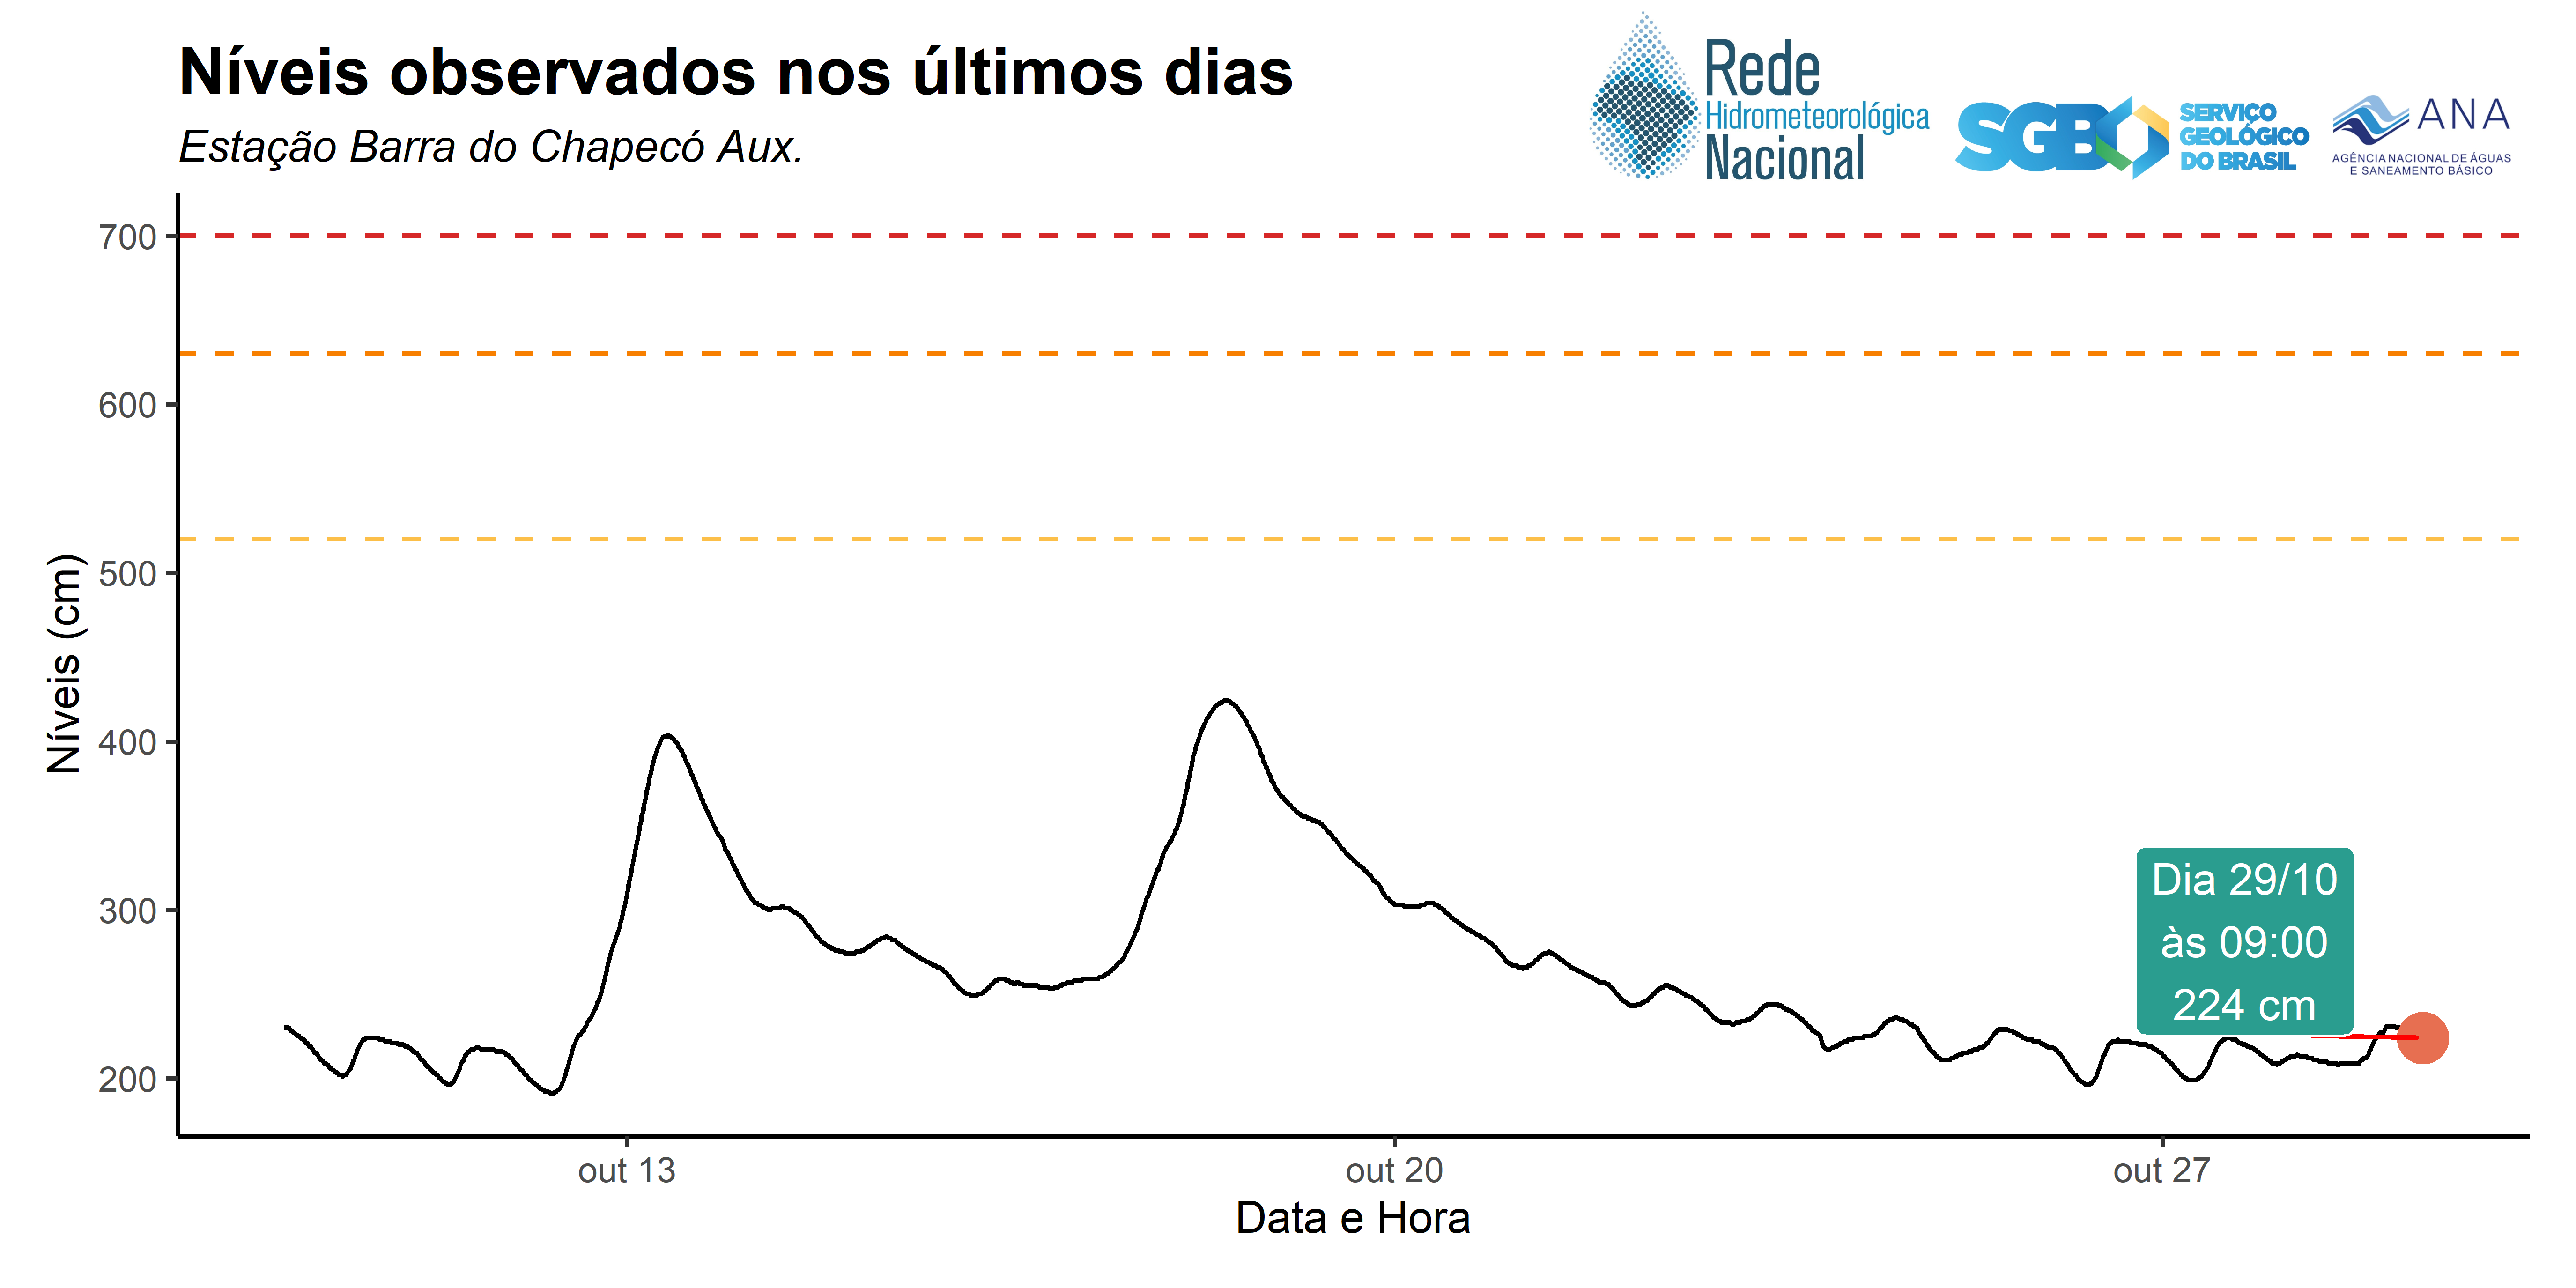 Níveis observados nos últimos dias
Estação Barra do Chapecó Aux.
Rede
Hidrometeorológica
Nacional
SGB
SERVIÇO
GEOLÓGICO
DO BRASIL
ANA
AGÊNCIA NACIONAL DE ÁGUAS
E SANEAMENTO BÁSICO
Níveis (cm)
700
600
500
400
300
200
Dia 29/10
às 09:00
224 cm
out 13
out 20
out 27
Data e Hora